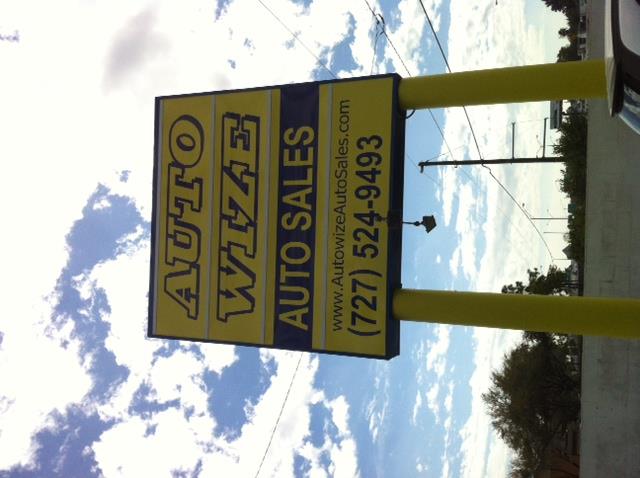 AUTO
WIZE
AUTO SALES
www.AutowizeAutoSales.com
(727) 524-9493